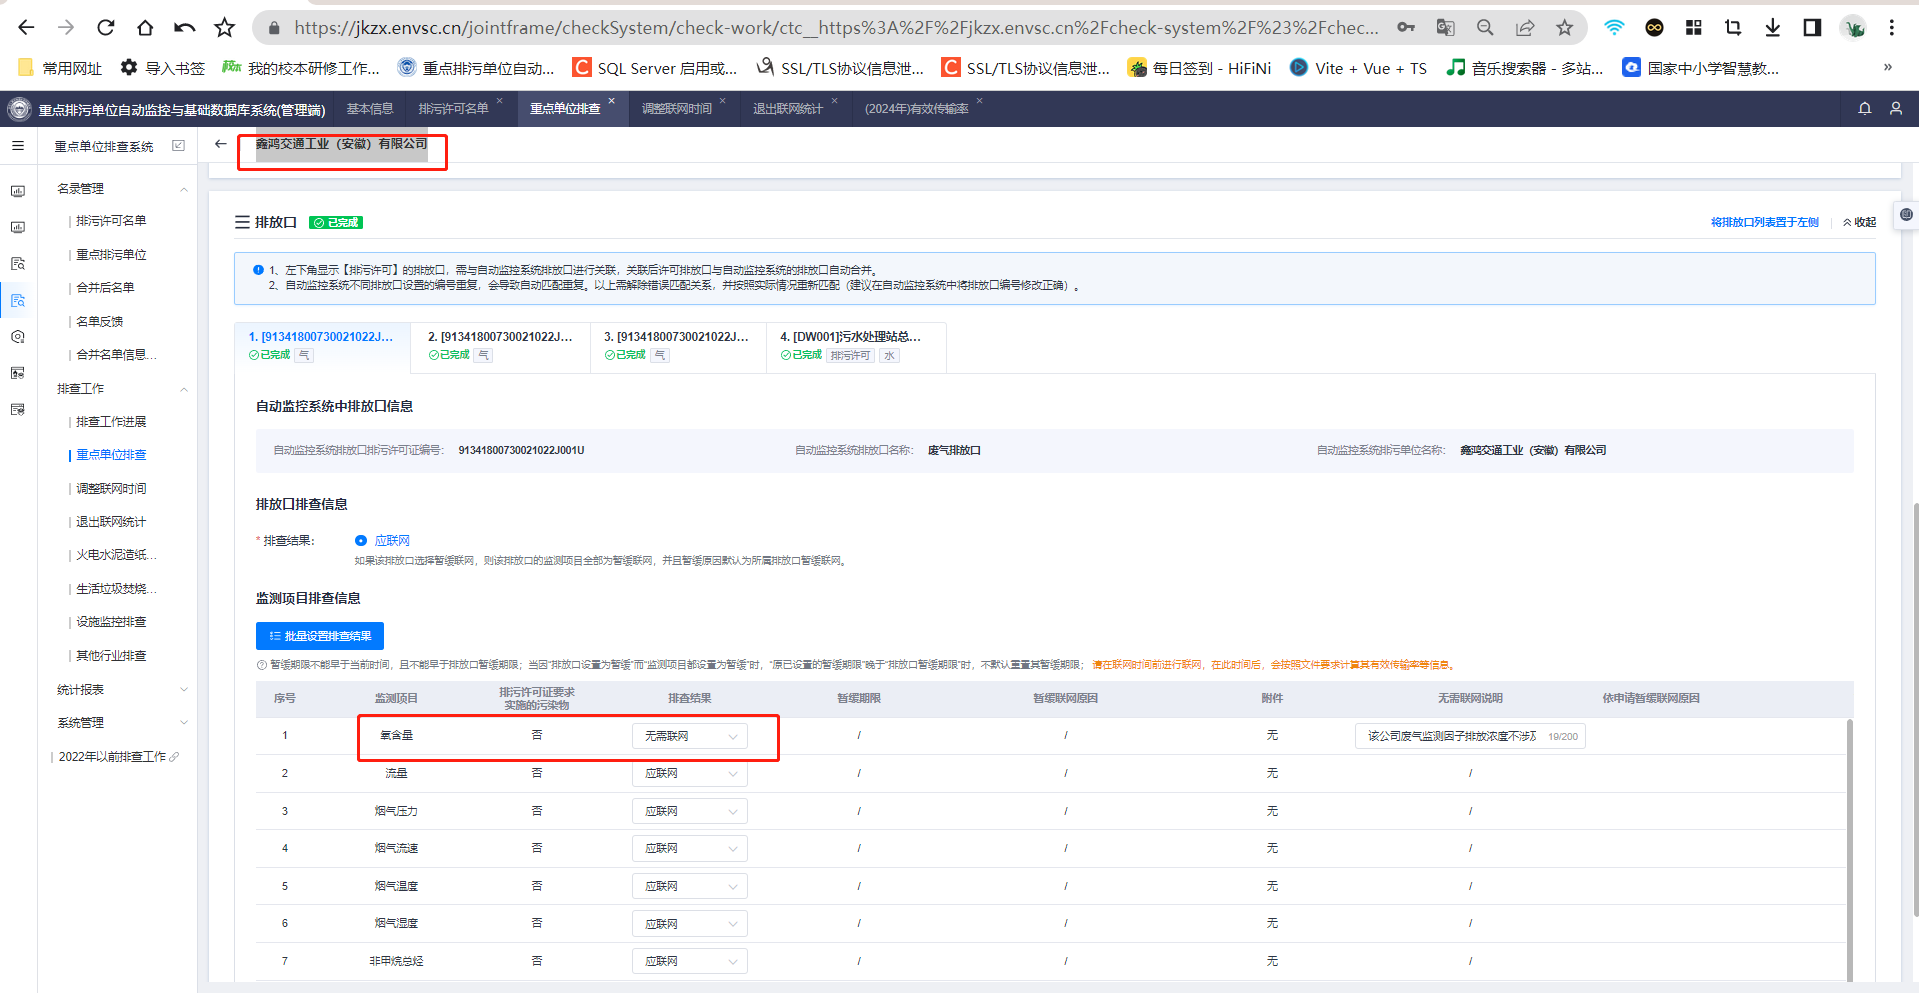 https://jkzx.envsc.cn/jointframe/checkSystem/check-work/ctc__https%3A%2F%2Fjkzx.envsc.cn%2Fcheck-system%2F%23%2Fchec...
常用网址 导入书签 我的校本研修工作,... 重点排污单位自动... SQL Server 启用或... SSL/TLS协议信息泄... SSL/TLS协议信息泄... 每日签到 - HiFiNi Vite + Vue + TS 音乐搜索器 - 多站... 国家中小学智慧教... »
重点排污单位自动监控与基础数据库系统(管理端) 基本信息 排污许可名单 × 重点单位排查 × 调整联网时间 × 退出联网统计 × (2024年)有效传输率 ×
重点单位排查系统
鑫鸿交通工业（安徽）有限公司
名录管理
排污许可名单
重点排污单位
合并后名单
名单反馈
合并名单信息...
排查工作
排查工作进展
重点单位排查
调整联网时间
退出联网统计
火电水泥造纸...
生活垃圾焚烧...
设施监控排查
其他行业排查
统计报表
系统管理
2022年以前排查工作
排放口 已完成 将排放口列表置于左侧 收起
1、左下角显示【排污许可】的排放口，需与自动监控系统排放口进行关联，关联后许可排放口与自动监控系统的排放口自动合并。
2、自动监控系统不同排放口设置的编号重复，会导致自动匹配重复。以上需解除错误匹配关系，并按照实际情况重新匹配（建议在自动监控系统中将排放口编号修改正确）。
1. [91341800730021022J... 2. [91341800730021022J... 3. [91341800730021022J... 4. [DW001]污水处理站总...
已完成 气 已完成 气 已完成 气 已完成 排污许可 水
自动监控系统中排放口信息
自动监控系统排放口排污许可证编号： 91341800730021022J001U 自动监控系统排放口名称： 废气排放口 自动监控系统排污单位名称： 鑫鸿交通工业（安徽）有限公司
排放口排查信息
* 排查结果： 应联网
如果该排放口选择暂缓联网，则该排放口的监测项目全部为暂缓联网，并且暂缓原因默认为所属排放口暂缓联网。
监测项目排查信息
批量设置排查结果
暂缓期限不能早于当前时间，且不能早于排放口暂缓期限；当因“排放口设置为暂缓”而“监测项目都设置为暂缓”时，“原已设置的暂缓期限”晚于“排放口暂缓期限”时，不默认重置其暂缓期限； 请在联网时间前进行联网，在此时间后，会按照文件要求计算其有效传输率等信息。
序号 监测项目 排污许可证要求 排查结果 暂缓期限 暂缓联网原因 附件 无需联网说明 依申请暂缓联网原因
实施的污染物
1 氧含量 否 无需联网 / / 无 该公司废气监测因子排放浓度不涉及 19/200
2 流量 否 应联网 / / 无 /
3 烟气压力 否 应联网 / / 无 /
4 烟气流速 否 应联网 / / 无 /
5 烟气温度 否 应联网 / / 无 /
6 烟气湿度 否 应联网 / / 无 /
7 非甲烷总烃 否 应联网 / / 无 /